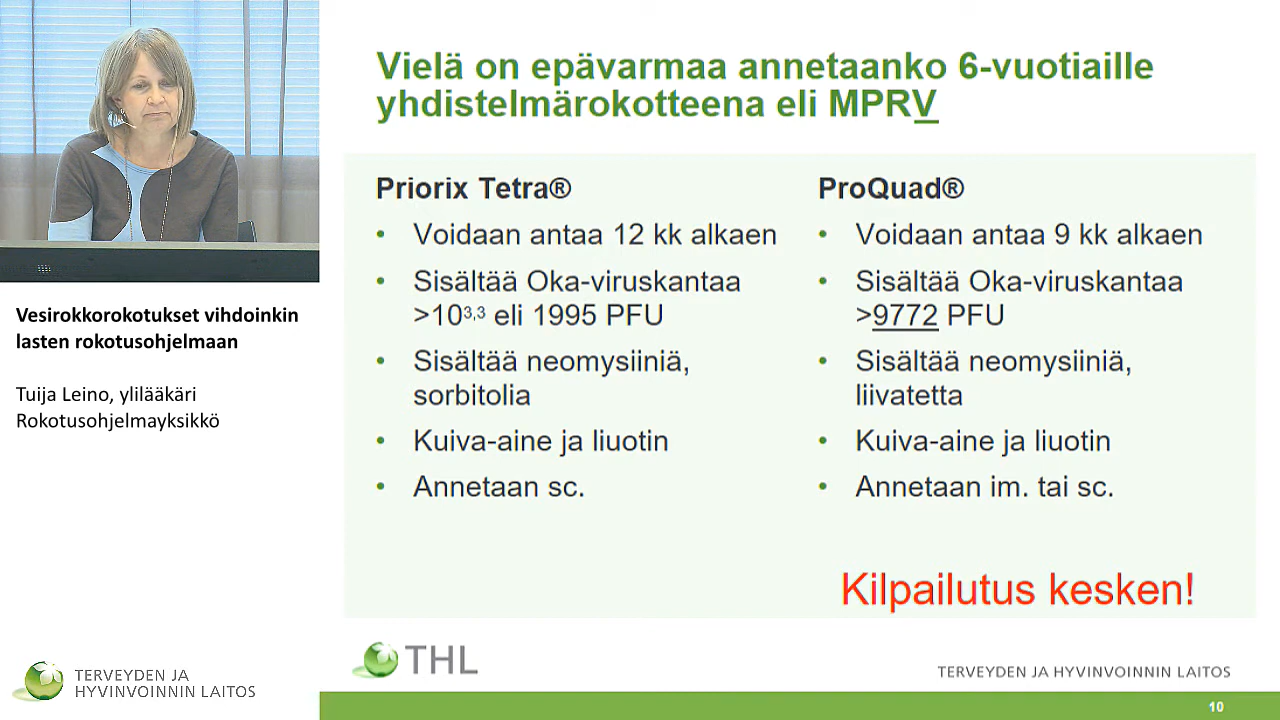 Vielä on epävarmaa annetaanko 6-vuotiaille
yhdistelmärokotteena eli MPRV
Priorix Tetra®
• Voidaan antaa 12 kk alkaen
• Sisältää Oka-viruskantaa
>10³,³ eli 1995 PFU
• Sisältää neomysiiniä,
sorbitolia
• Kuiva-aine ja liuotin
• Annetaan sc.
ProQuad®
• Voidaan antaa 9 kk alkaen
• Sisältää Oka-viruskantaa
>9772 PFU
• Sisältää neomysiiniä,
liivatetta
• Kuiva-aine ja liuotin
• Annetaan im. tai sc.
Kilpailutus kesken!
Vesirokkorokotukset vihdoinkin
lasten rokotusohjelmaan
Tuija Leino, ylilääkäri
Rokotusohjelmayksikkö
TERVEYDEN JA
HYVINVOINNIN LAITOS
THL
TERVEYDEN JA HYVINVOINNIN LAITOS
10